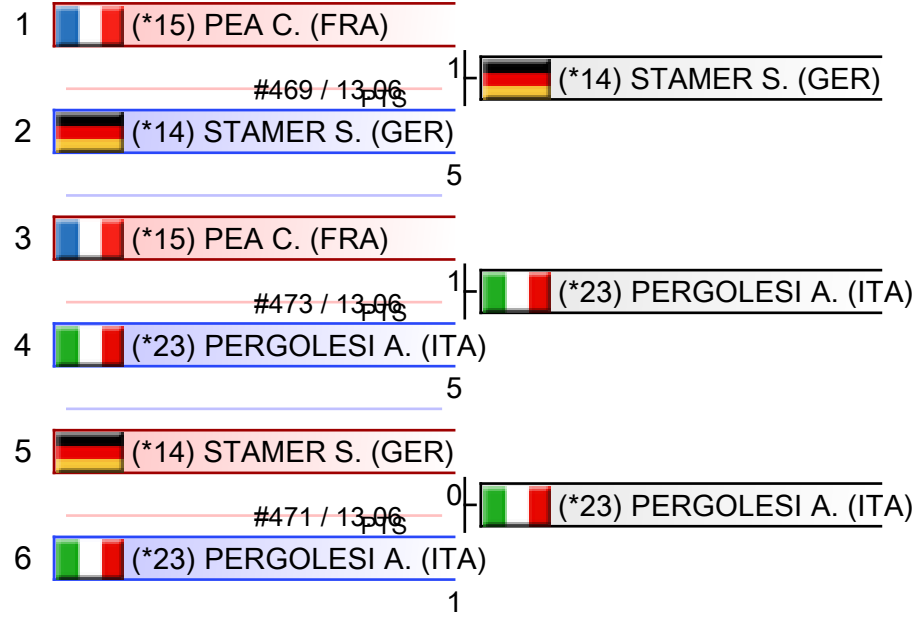 1 (*15) PEA C. (FRA)
1 (*14) STAMER S. (GER)
#469 / 13.06
PTS
2 (*14) STAMER S. (GER)
5
3 (*15) PEA C. (FRA)
1 (*23) PERGOLESI A. (ITA)
#473 / 13.06
PTS
4 (*23) PERGOLESI A. (ITA)
5
5 (*14) STAMER S. (GER)
0 (*23) PERGOLESI A. (ITA)
#471 / 13.06
PTS
6 (*23) PERGOLESI A. (ITA)
1